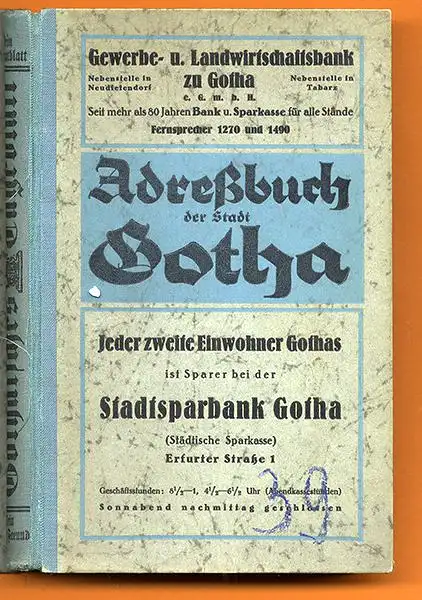 Gewerbe- u. Landwirtschaftsbank
Nebenstelle in
Neudietendorf
zu Gotha
e. G. m. b. H.
Nebenstelle in
Tabarz
Seit mehr als 80 Jahren Bank u. Sparkasse für alle Stände
Fernsprecher 1270 und 1490
Adreßbuch
der Stadt
Gotha
Jeder zweite Einwohner Gothas
ist Sparer bei der
Stadtsparbank Gotha
(Städtische Sparkasse)
Erfurter Straße 1
Geschäftsstunden: 8½—1, 4½—6½ Uhr (Abendkassestunden)
Sonnabend nachmittag geschlossen
39